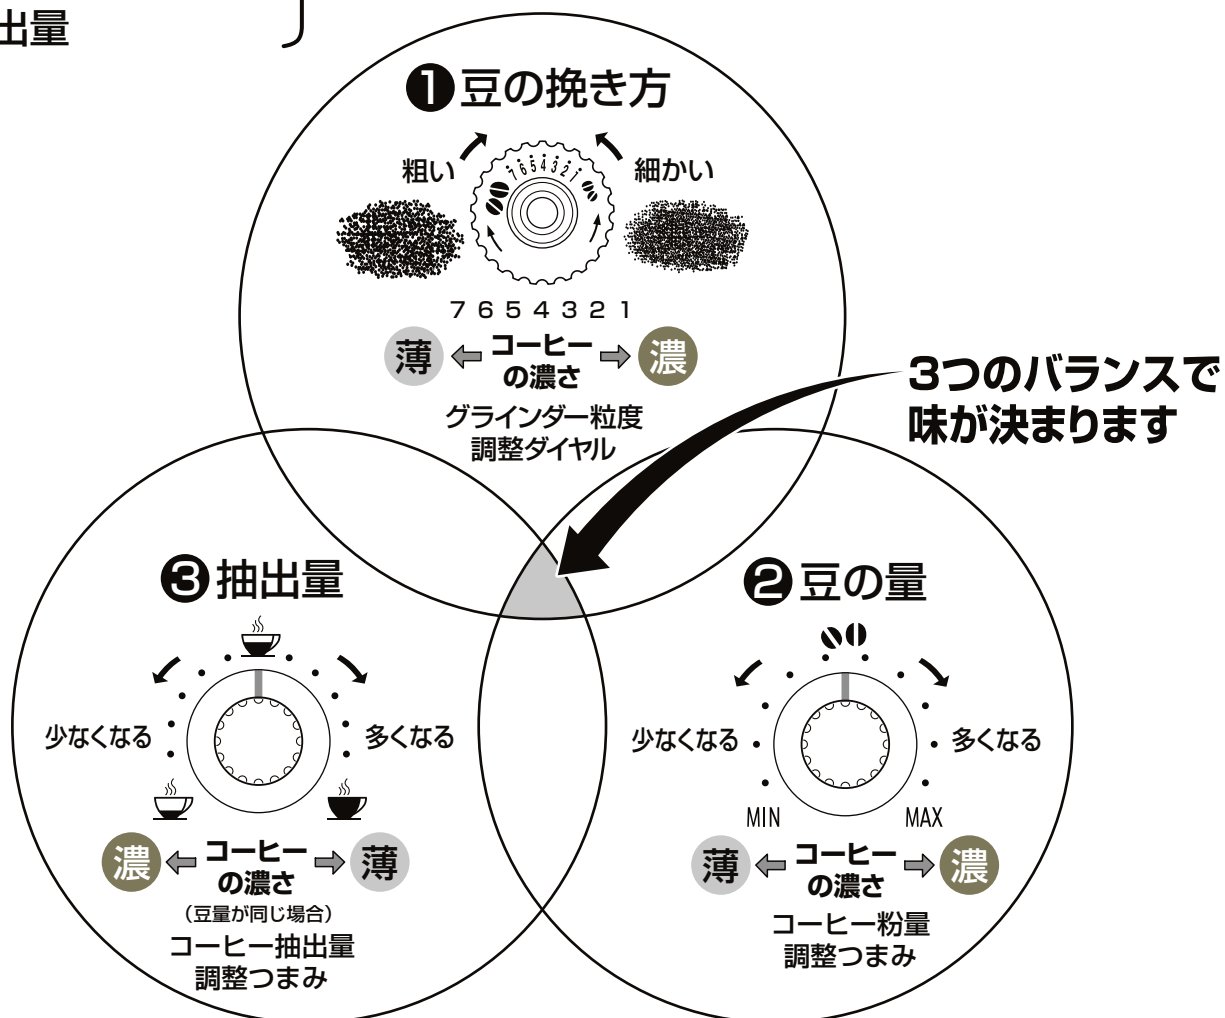 出量
❶豆の挽き方
粗い
細かい
7 6 5 4 3 2 1
7 6 5 4 3 2 1
薄
コーヒー
の濃さ
濃
グラインダー粒度
調整ダイヤル
3つのバランスで
味が決まります
❸抽出量
少なくなる
多くなる
濃
コーヒー
の濃さ
薄
(豆量が同じ場合)
コーヒー抽出量
調整つまみ
❷豆の量
少なくなる
多くなる
MIN
MAX
薄
コーヒー
の濃さ
濃
コーヒー粉量
調整つまみ